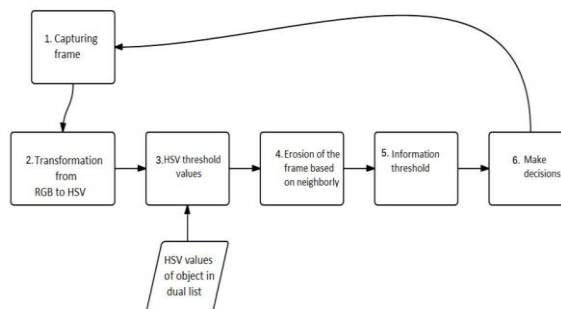 1. Capturing
frame
2. Transformation
from
RGB to HSV
3.HSV threshold
values
4. Erosion of the
frame based
on neighborly
5. Information
threshold
6. Make
decisions
HSV values
of object in
dual list